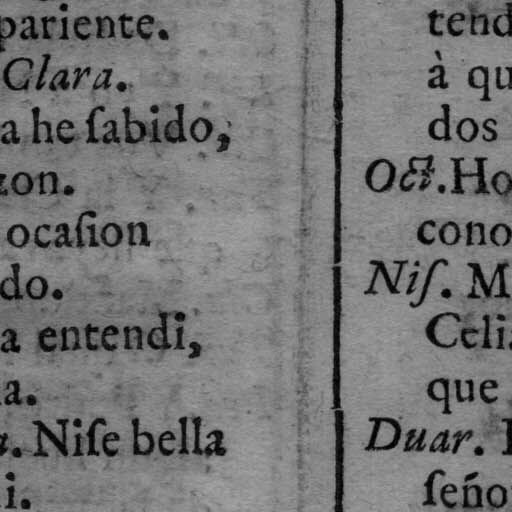 pariente.
Clara.
a he ſabido,
zon.
ocaſion
do.
a entendi,
a.
a. Niſe bella
i.
tend
à qu
dos
Oct. Ho
cono
Niſ. M
Celi
que
Duar.
ſeño